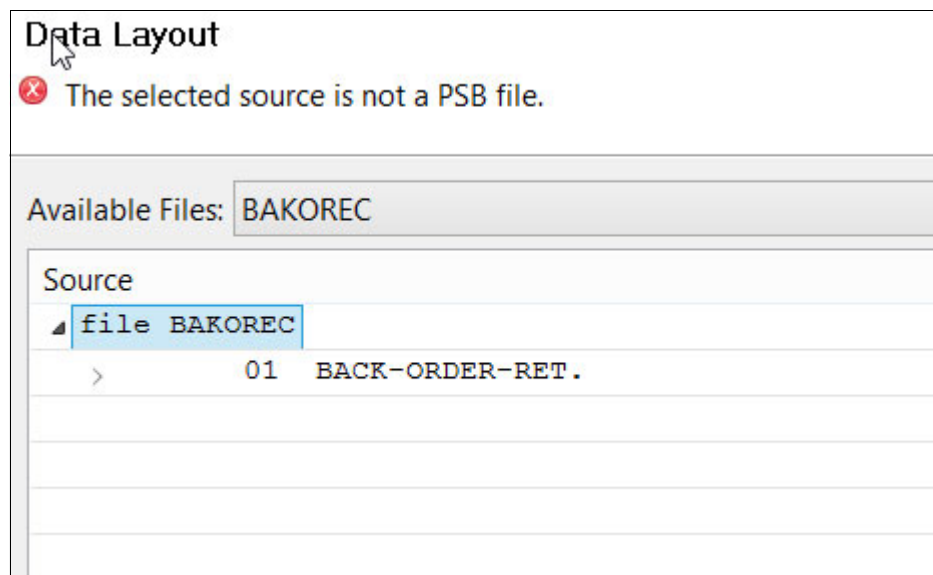 Data Layout
The selected source is not a PSB file.
Available Files: BAKOREC
Source
file BAKOREC
01 BACK-ORDER-RET.